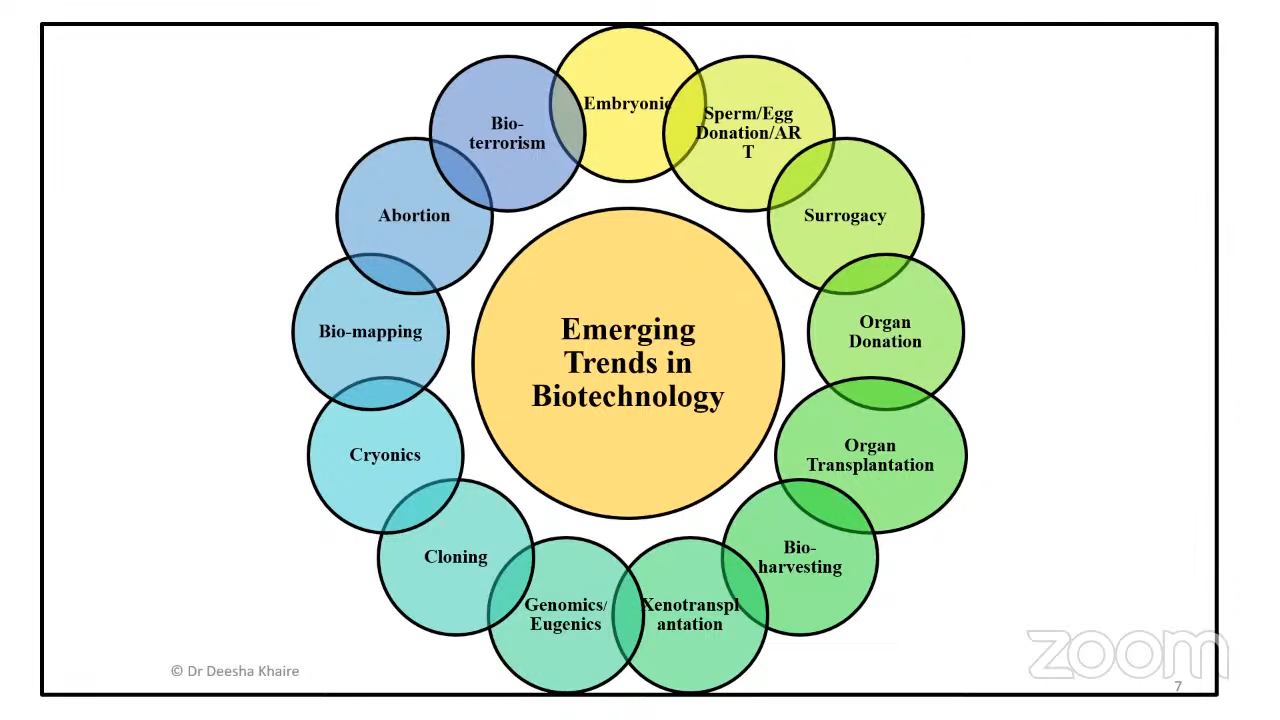 Embryonic
Sperm/Egg
Donation/AR
T
Surrogacy
Organ
Donation
Organ
Transplantation
Bio-
harvesting
Xenotranspl
antation
Genomics/
Eugenics
Cloning
Cryonics
Bio-mapping
Abortion
Bio-
terrorism
Emerging
Trends in
Biotechnology
© Dr Deesha Khaire
zoom
7